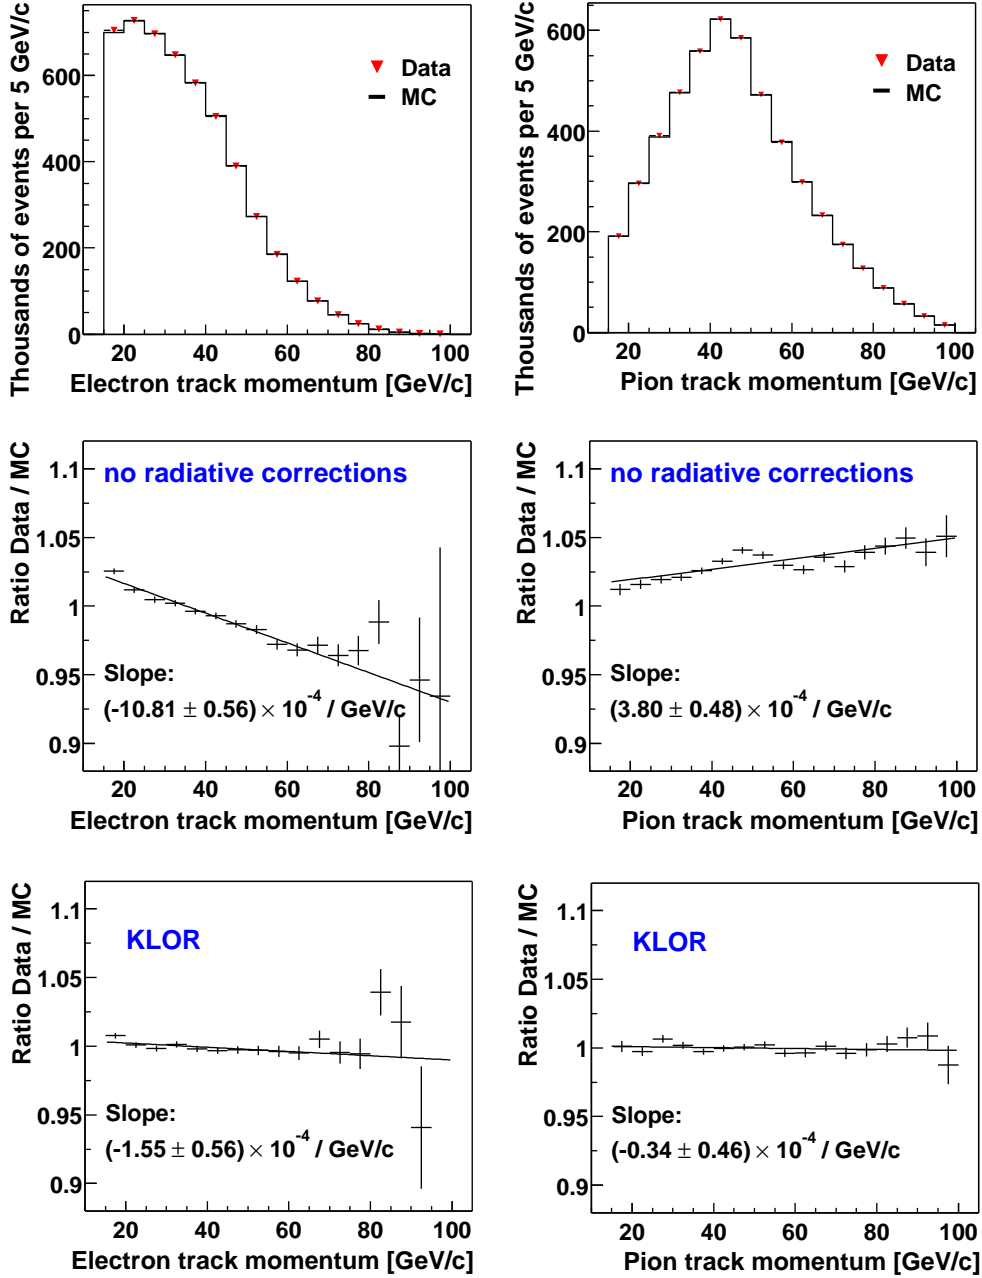 Thousands of events per 5 GeV/c
600
400
200
0
20 40 60 80 100
Electron track momentum [GeV/c]
Data
MC
Thousands of events per 5 GeV/c
600
400
200
0
20 40 60 80 100
Pion track momentum [GeV/c]
Data
MC
Ratio Data / MC
1.1
1.05
1
0.95
0.9
no radiative corrections
Slope:
(-10.81 ± 0.56) × 10^-4 / GeV/c
20 40 60 80 100
Electron track momentum [GeV/c]
Ratio Data / MC
1.1
1.05
1
0.95
0.9
no radiative corrections
Slope:
(3.80 ± 0.48) × 10^-4 / GeV/c
20 40 60 80 100
Pion track momentum [GeV/c]
Ratio Data / MC
1.1
1.05
1
0.95
0.9
KLOR
Slope:
(-1.55 ± 0.56) × 10^-4 / GeV/c
20 40 60 80 100
Electron track momentum [GeV/c]
Ratio Data / MC
1.1
1.05
1
0.95
0.9
KLOR
Slope:
(-0.34 ± 0.46) × 10^-4 / GeV/c
20 40 60 80 100
Pion track momentum [GeV/c]